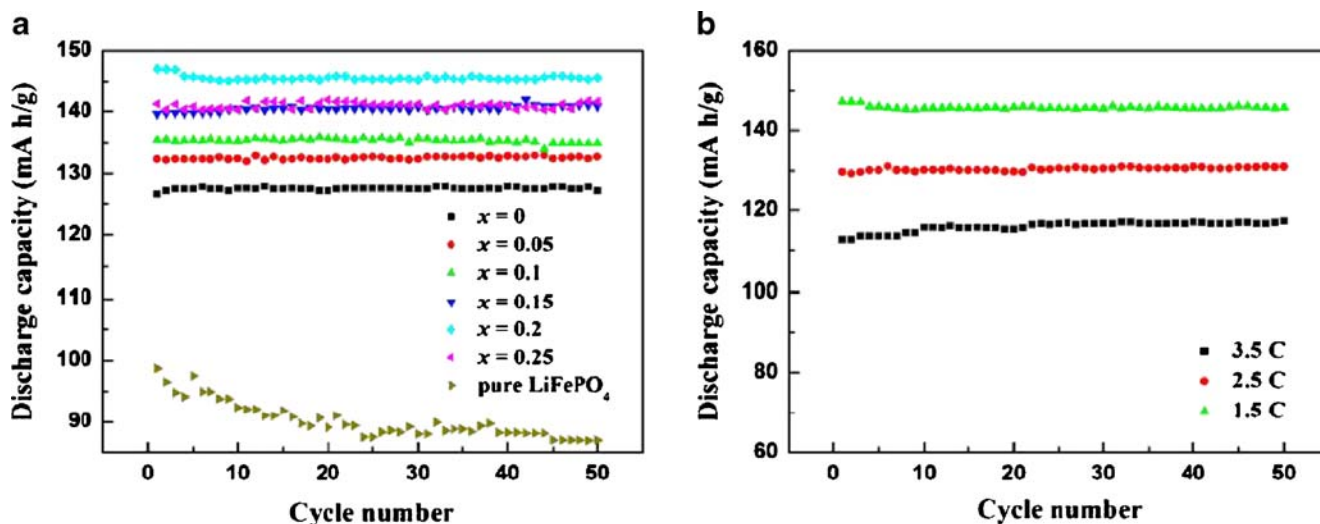 a
150
140
130
120
110
100
90
0
10
20
30
40
50
Discharge capacity (mA h/g)
Cycle number
x = 0
x = 0.05
x = 0.1
x = 0.15
x = 0.2
x = 0.25
pure LiFePO₄
b
160
140
120
100
80
60
0
10
20
30
40
50
Discharge capacity (mA h/g)
Cycle number
3.5 C
2.5 C
1.5 C